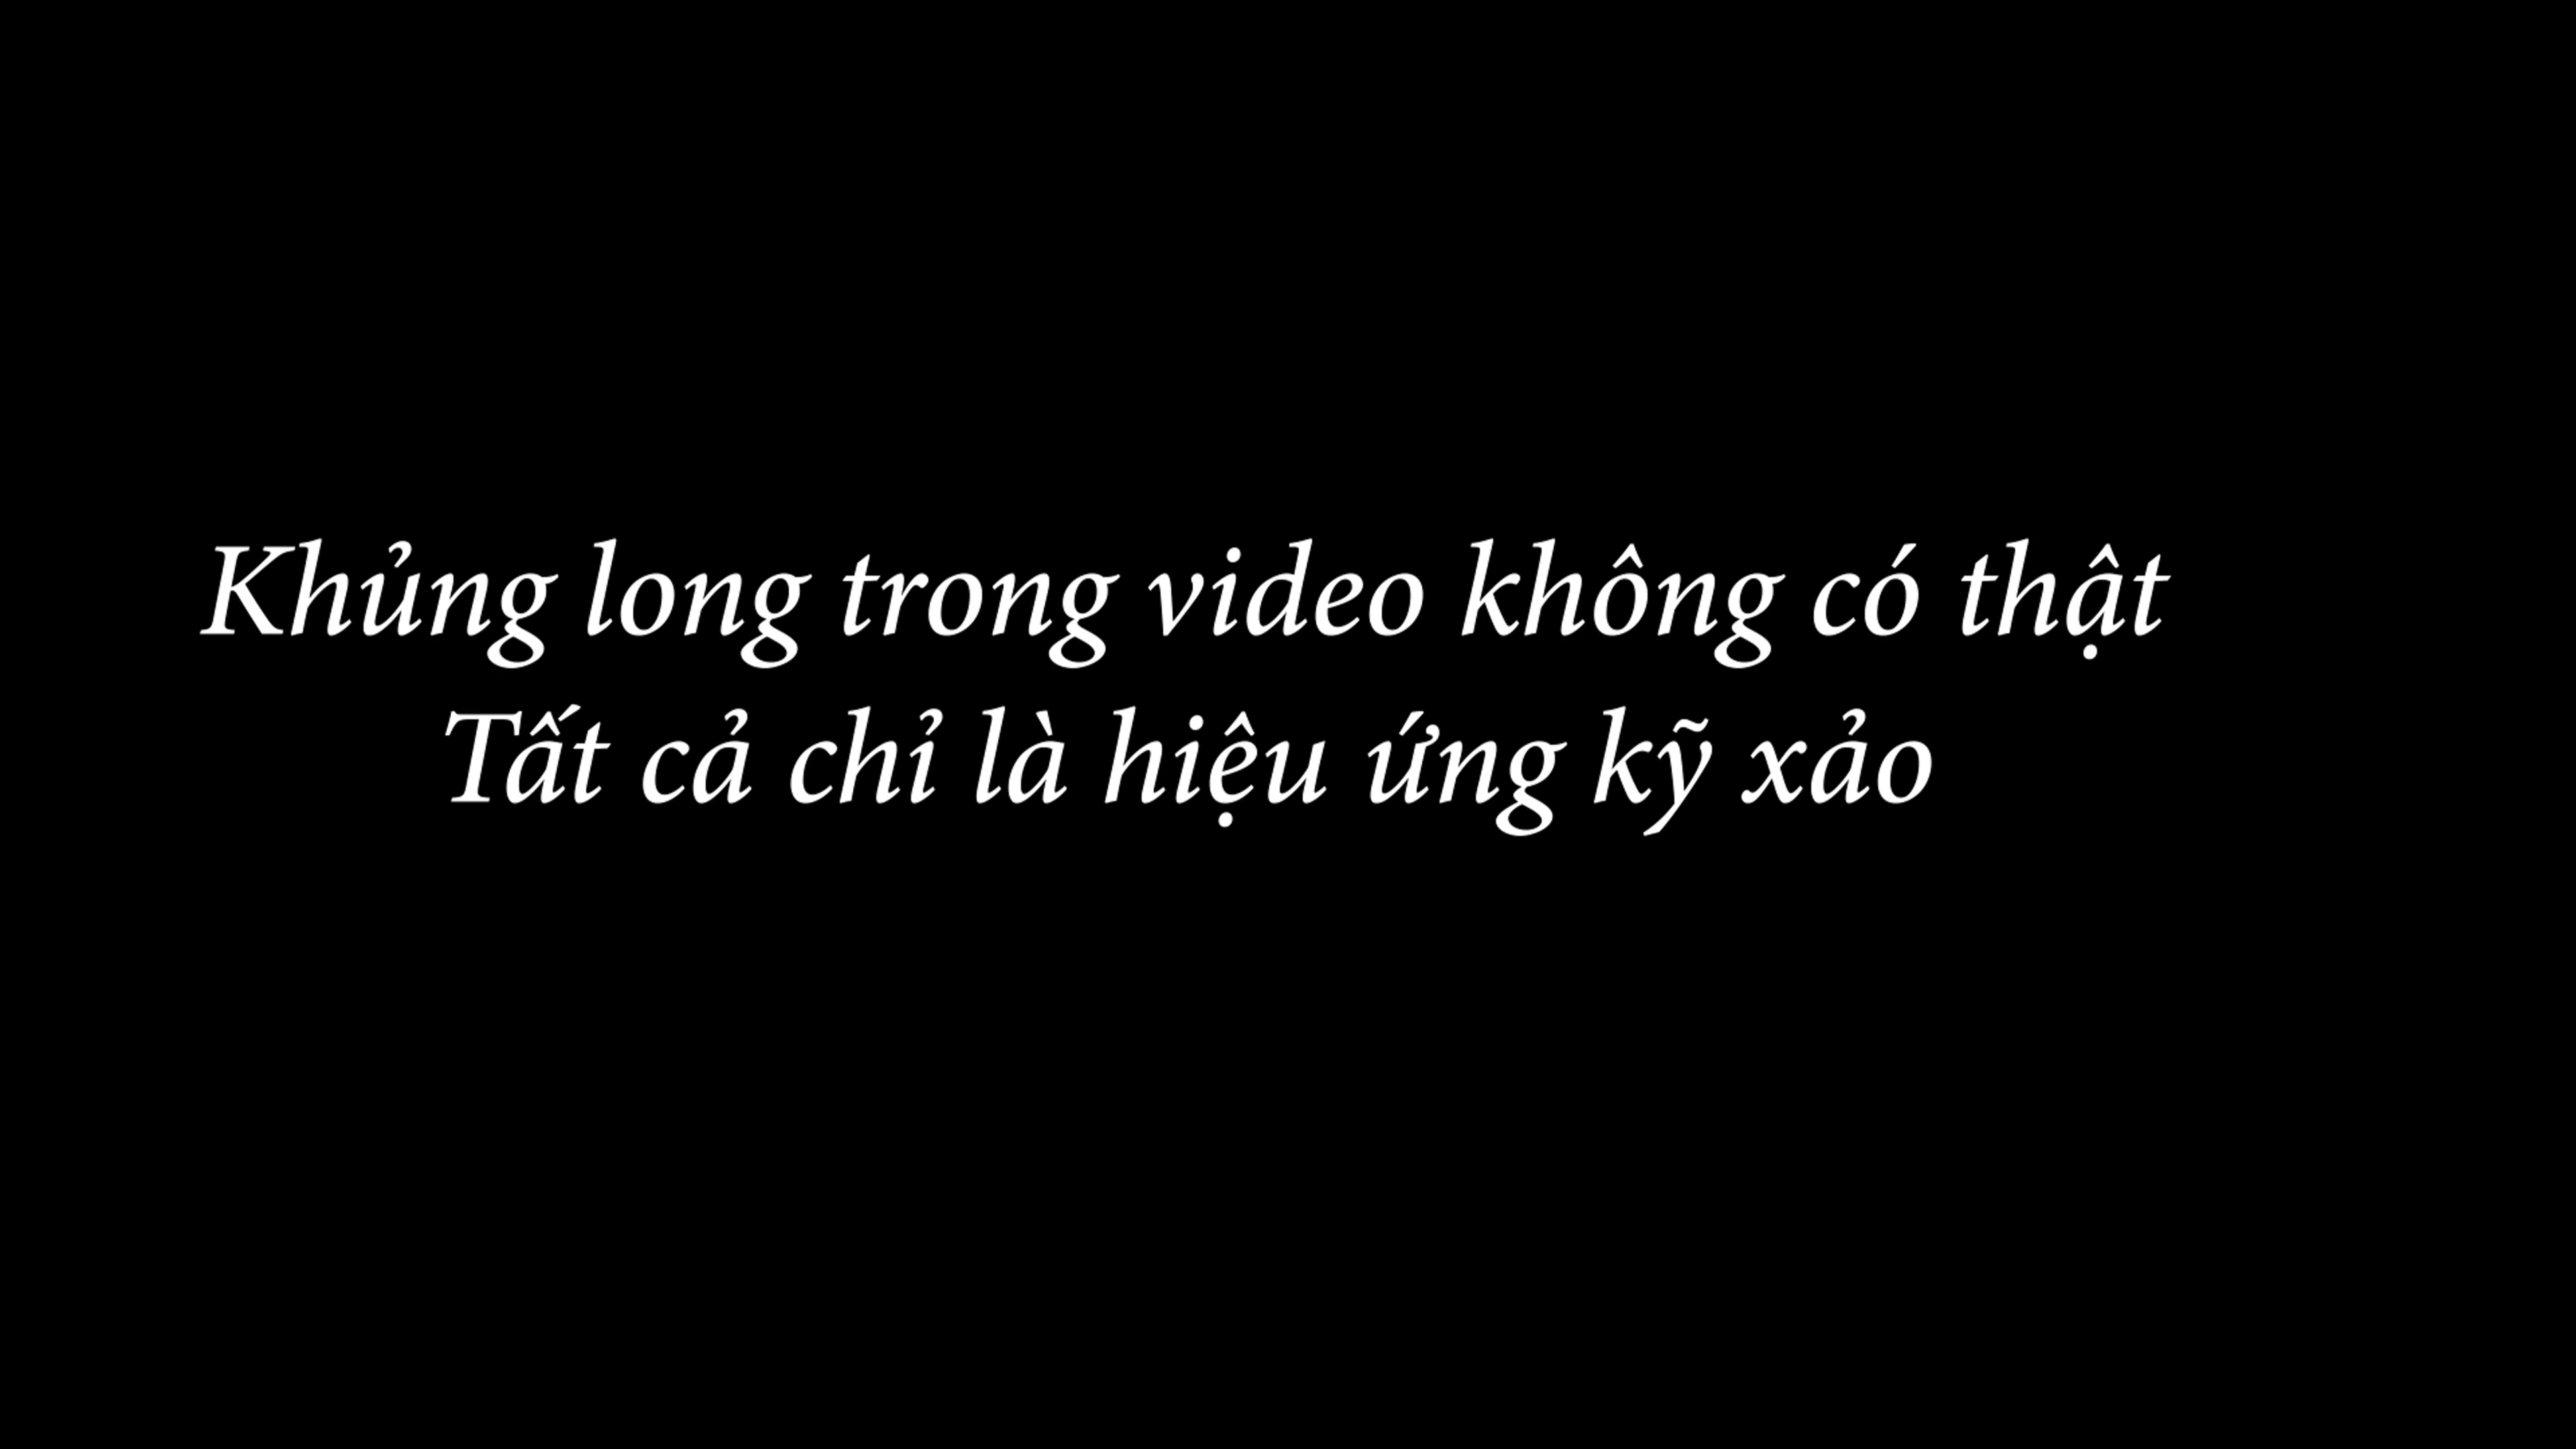 Khủng long trong video không có thật
Tất cả chỉ là hiệu ứng kỹ xảo